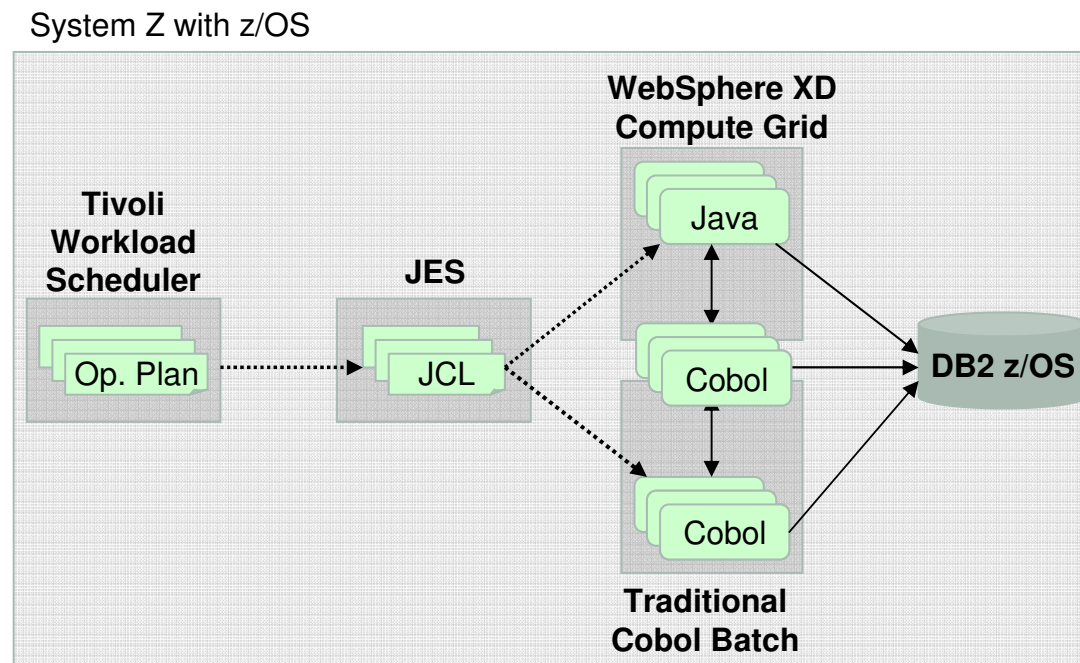 System Z with z/OS
WebSphere XD
Compute Grid
Java
Tivoli
Workload
Scheduler
JES
Op. Plan
JCL
Cobol
DB2 z/OS
Cobol
Traditional
Cobol Batch